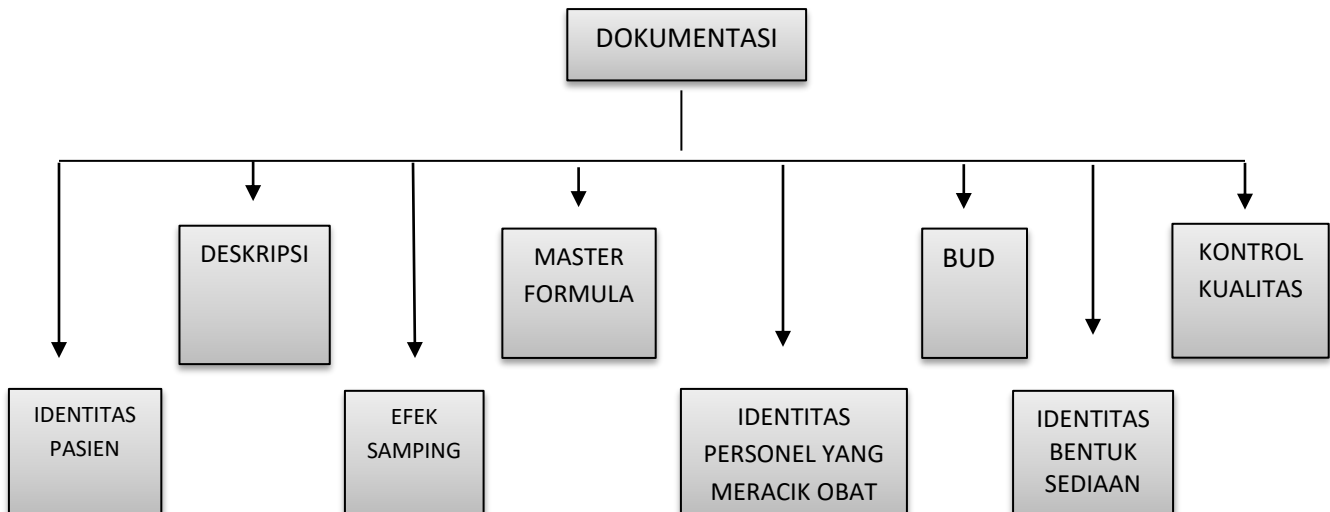 DOKUMENTASI
DESKRIPSI
MASTER
FORMULA
BUD
KONTROL
KUALITAS
IDENTITAS
PASIEN
EFEK
SAMPING
IDENTITAS
PERSONEL YANG
MERACIK OBAT
IDENTITAS
BENTUK
SEDIAAN